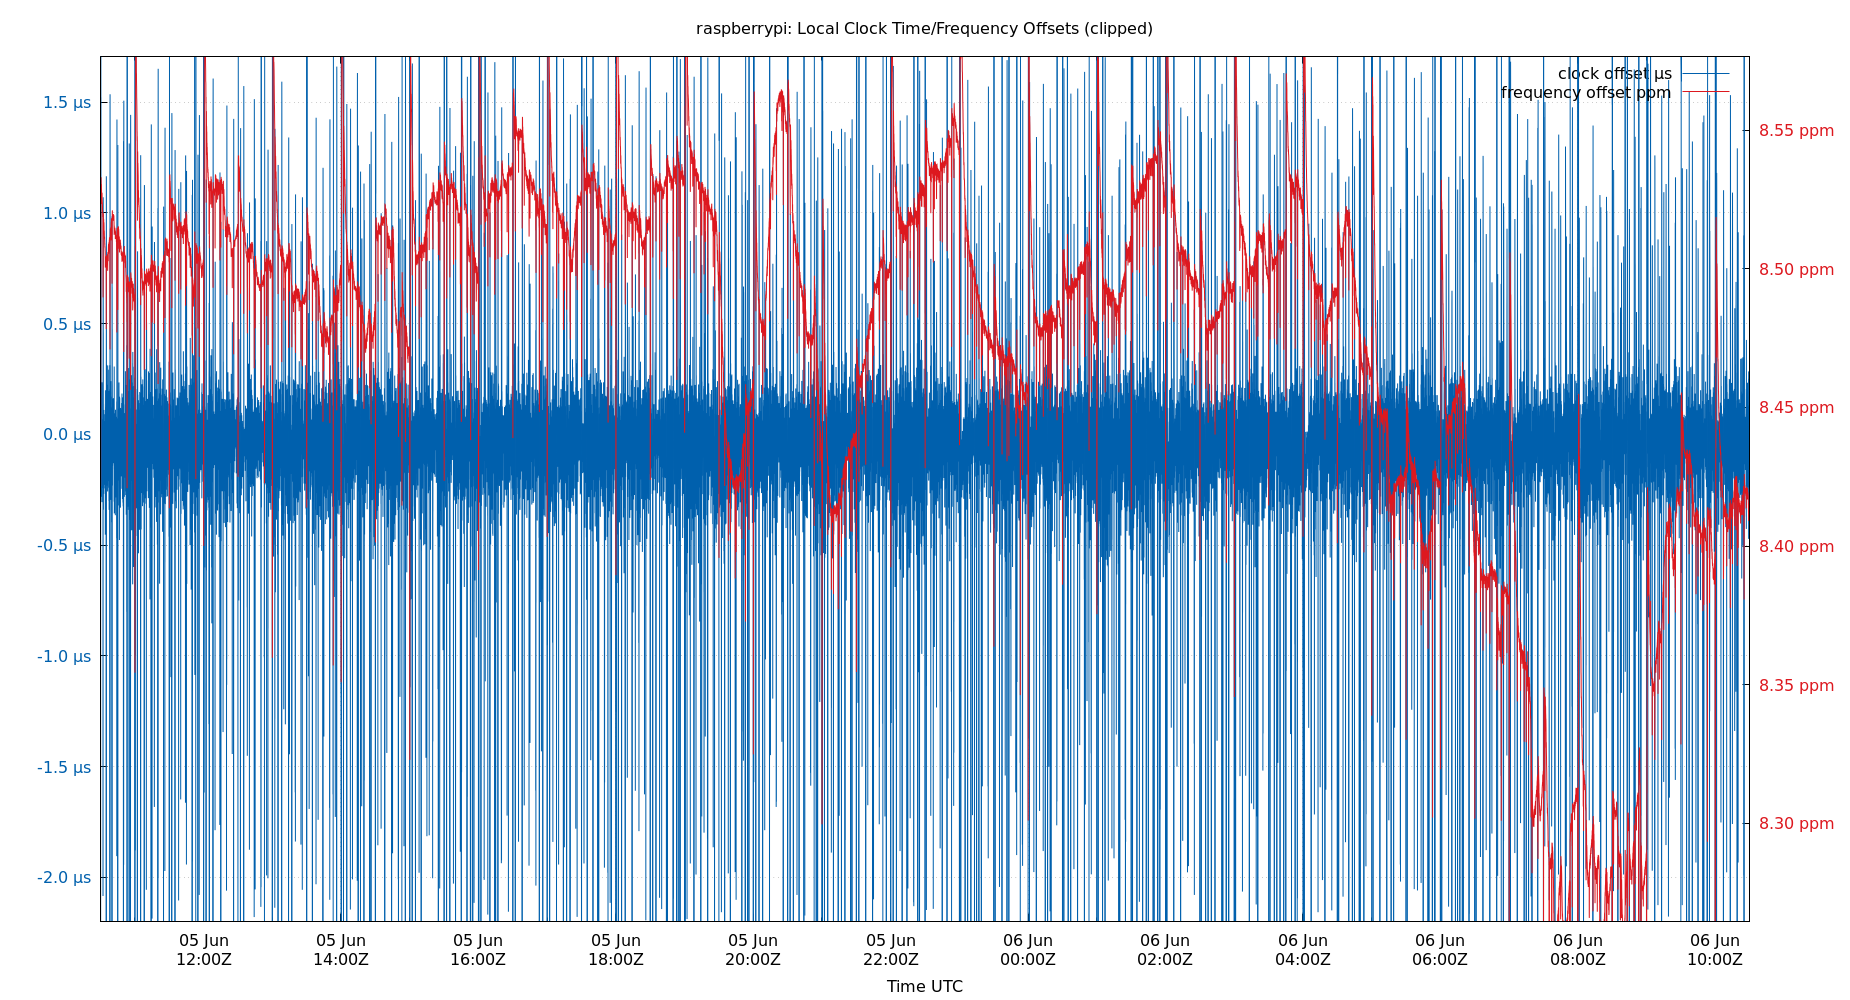 raspberrypi: Local Clock Time/Frequency Offsets (clipped)
clock offset µs
frequency offset ppm
1.5 µs
1.0 µs
0.5 µs
0.0 µs
-0.5 µs
-1.0 µs
-1.5 µs
-2.0 µs
8.55 ppm
8.50 ppm
8.45 ppm
8.40 ppm
8.35 ppm
8.30 ppm
05 Jun 05 Jun 05 Jun 05 Jun 05 Jun 05 Jun 06 Jun 06 Jun 06 Jun 06 Jun 06 Jun 06 Jun
12:00Z 14:00Z 16:00Z 18:00Z 20:00Z 22:00Z 00:00Z 02:00Z 04:00Z 06:00Z 08:00Z 10:00Z
Time UTC